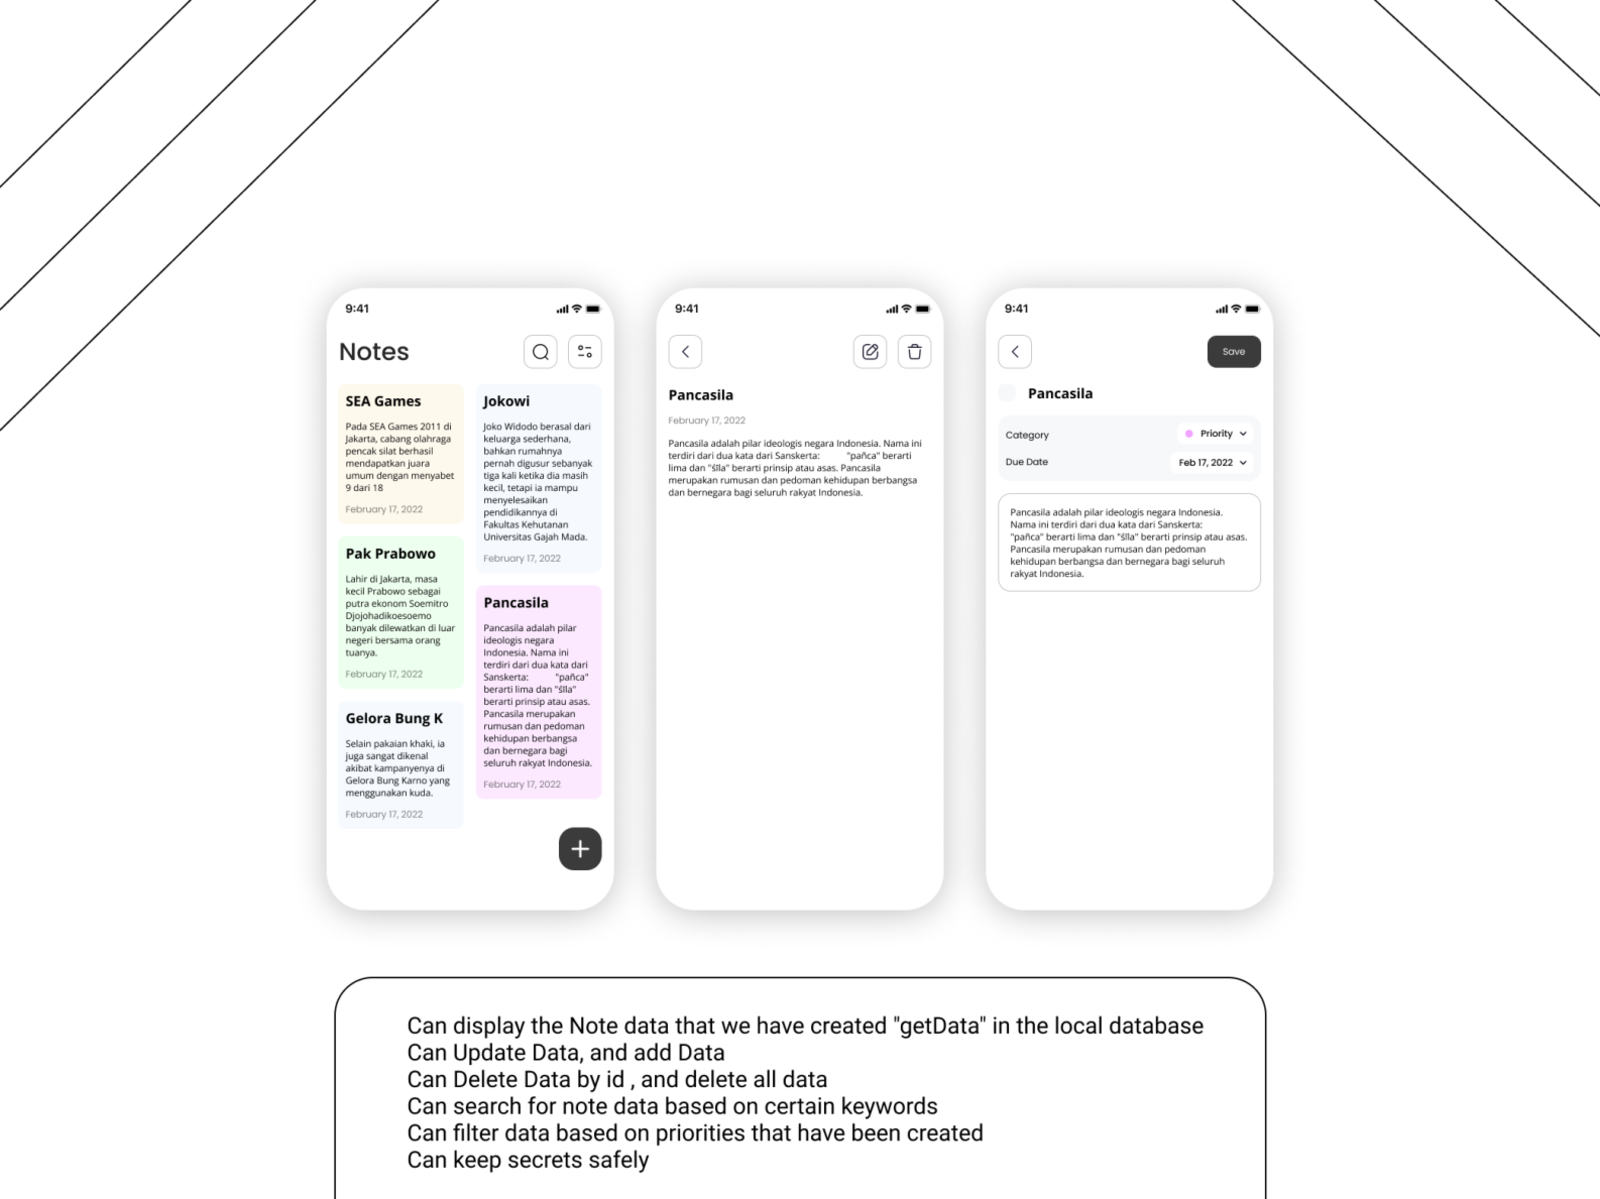 9:41
Notes
SEA Games
Pada SEA Games 2011 di
Jakarta, cabang olahraga
pencak silat berhasil
mendapatkan juara
umum dengan menyabet
9 dari 18
February 17, 2022
Pak Prabowo
Lahir di Jakarta, masa
kecil Prabowo sebagai
putra ekonom Soemitro
Djojohadikoesoemo
banyak dilewatkan di luar
negeri bersama orang
tuanya.
February 17, 2022
Gelora Bung K
Selain pakaian khaki, ia
juga sangat dikenal
akibat kampanyenya di
Gelora Bung Karno yang
menggunakan kuda.
February 17, 2022
Jokowi
Joko Widodo berasal dari
keluarga sederhana,
bahkan rumahnya
pernah digusur sebanyak
tiga kali ketika dia masih
kecil, tetapi ia mampu
menyelesaikan
pendidikannya di
Fakultas Kehutanan
Universitas Gajah Mada.
February 17, 2022
Pancasila
Pancasila adalah pilar
ideologis negara
Indonesia. Nama ini
terdiri dari dua kata dari
Sanskerta: "pañca"
berarti lima dan "śīla"
berarti prinsip atau asas.
Pancasila merupakan
rumusan dan pedoman
kehidupan berbangsa
dan bernegara bagi
seluruh rakyat Indonesia.
February 17, 2022
9:41
Pancasila
February 17, 2022
Pancasila adalah pilar ideologis negara Indonesia. Nama ini
terdiri dari dua kata dari Sanskerta: "pañca" berarti
lima dan "śīla" berarti prinsip atau asas. Pancasila
merupakan rumusan dan pedoman kehidupan berbangsa
dan bernegara bagi seluruh rakyat Indonesia.
9:41
Save
Pancasila
Category Priority
Due Date Feb 17, 2022
Pancasila adalah pilar ideologis negara Indonesia.
Nama ini terdiri dari dua kata dari Sanskerta:
"pañca" berarti lima dan "śīla" berarti prinsip atau asas.
Pancasila merupakan rumusan dan pedoman
kehidupan berbangsa dan bernegara bagi seluruh
rakyat Indonesia.
Can display the Note data that we have created "getData" in the local database
Can Update Data, and add Data
Can Delete Data by id , and delete all data
Can search for note data based on certain keywords
Can filter data based on priorities that have been created
Can keep secrets safely